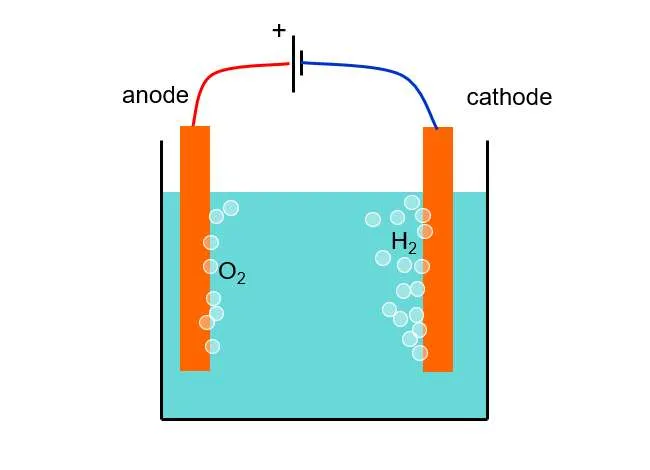 +
anode
cathode
H₂
O₂